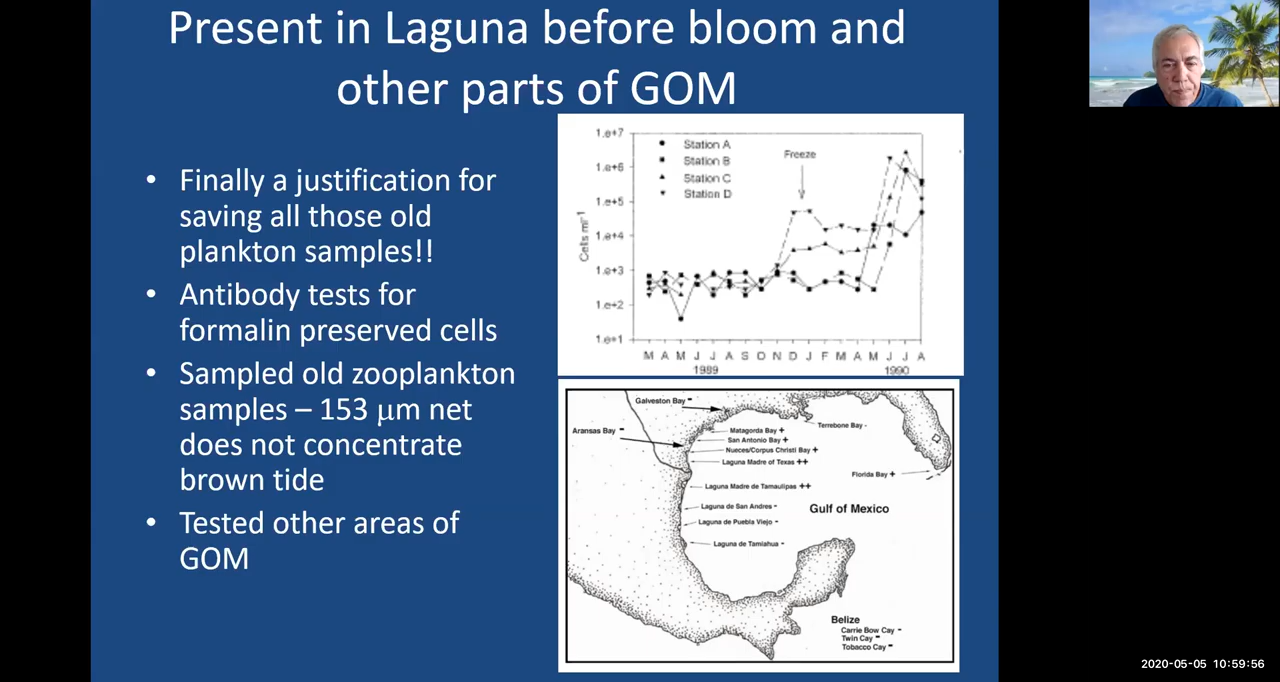 Present in Laguna before bloom and
other parts of GOM
• Finally a justification for
saving all those old
plankton samples!!
• Antibody tests for
formalin preserved cells
• Sampled old zooplankton
samples – 153 μm net
does not concentrate
brown tide
• Tested other areas of
GOM
1.e+7
1.e+6
1.e+5
1.e+4
1.e+3
1.e+2
1.e+1
Cells ml⁻¹
Station A
Station B
Station C
Station D
Freeze
M A M J J A S O N D J F M A M J J A
1989 1990
Galveston Bay -
Aransas Bay -
Matagorda Bay +
San Antonio Bay +
Nueces/Corpus Christi Bay +
Laguna Madre of Texas ++
Terrebone Bay -
Florida Bay +
Laguna Madre de Tamaulipas ++
Laguna de San Andres -
Gulf of Mexico
Laguna de Puebla Viejo -
Laguna de Tamiahua -
Belize
Carrie Bow Cay -
Twin Cay -
Tobacco Cay -
2020-05-05 10:59:56